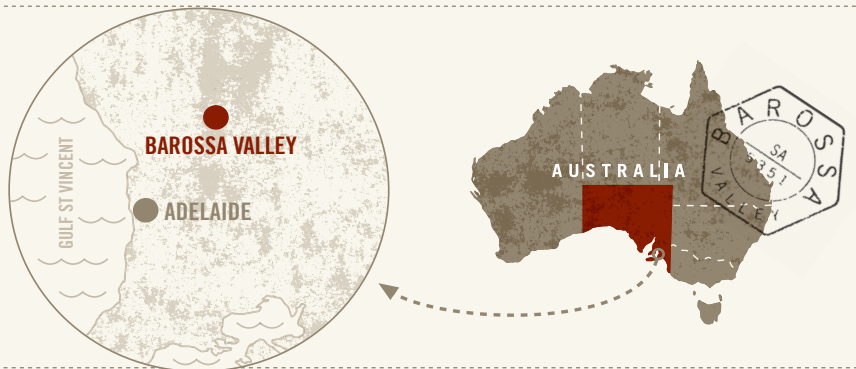 BAROSSA VALLEY
GULF ST VINCENT
ADELAIDE
AUSTRALIA
BAROSSA
SA
5351
VALLEY